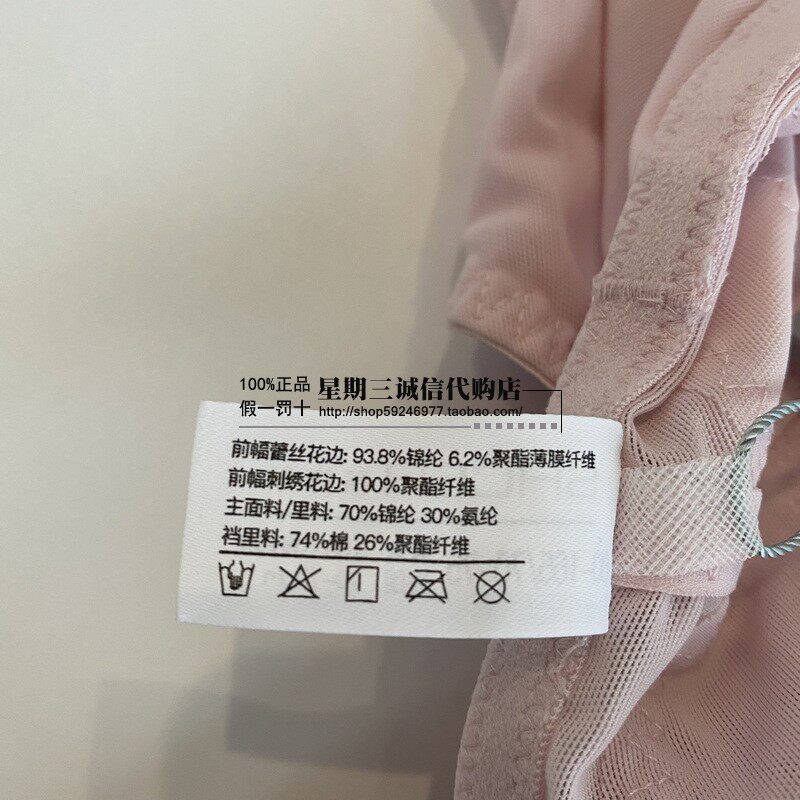 100%正品 星期三诚信代购店
假一罚十 http://shop59246977.taobao.com/
前幅蕾丝花边: 93.8%锦纶 6.2%聚酯薄膜纤维
前幅刺绣花边: 100%聚酯纤维
主面料/里料: 70%锦纶 30%氨纶
裆里料: 74%棉 26%聚酯纤维